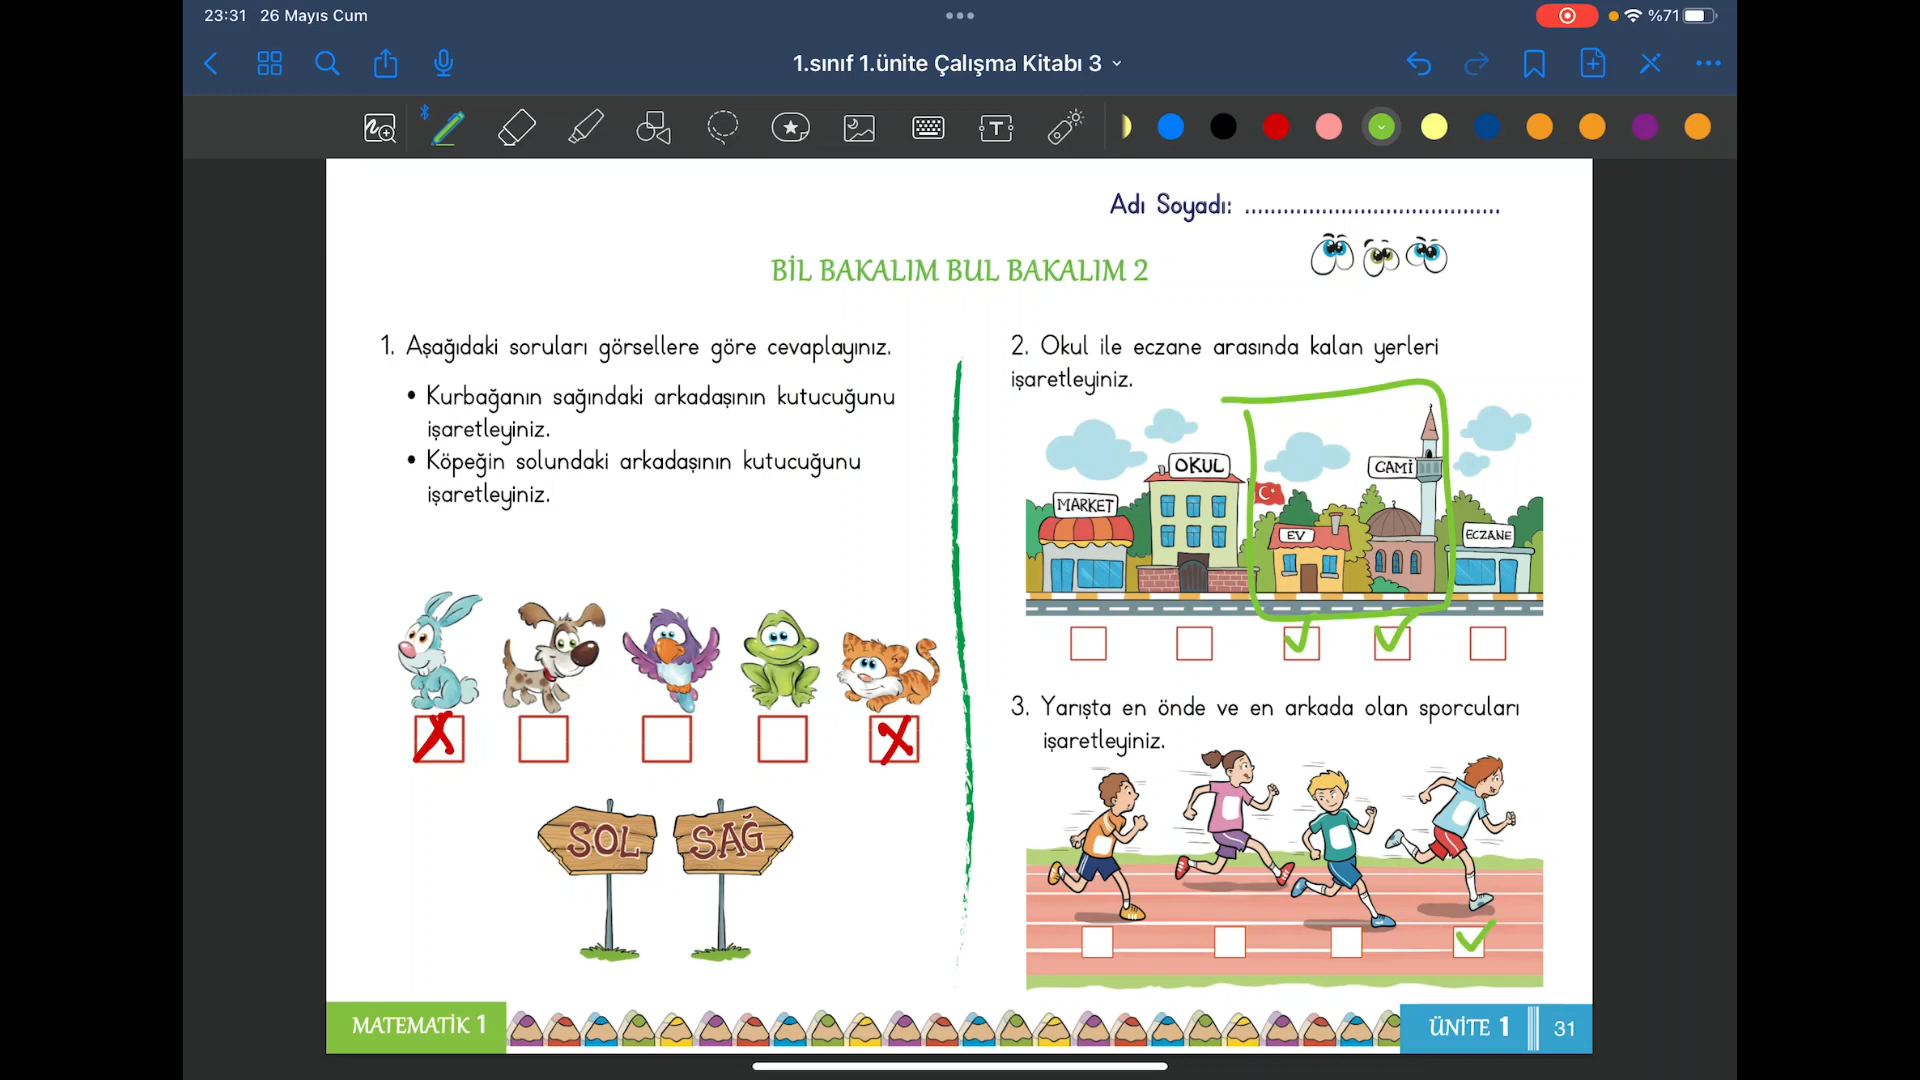 23:31 26 Mayıs Cum
%71
1.sınıf 1.ünite Çalışma Kitabı 3
Adı Soyadı: ........................................
BİL BAKALIM BUL BAKALIM 2
1. Aşağıdaki soruları görsellere göre cevaplayınız.
• Kurbağanın sağındaki arkadaşının kutucuğunu
işaretleyiniz.
• Köpeğin solundaki arkadaşının kutucuğunu
işaretleyiniz.
SOL SAĞ
2. Okul ile eczane arasında kalan yerleri
işaretleyiniz.
MARKET
OKUL
EV
CAMİ
ECZANE
3. Yarışta en önde ve en arkada olan sporcuları
işaretleyiniz.
MATEMATİK 1
ÜNİTE 1 31